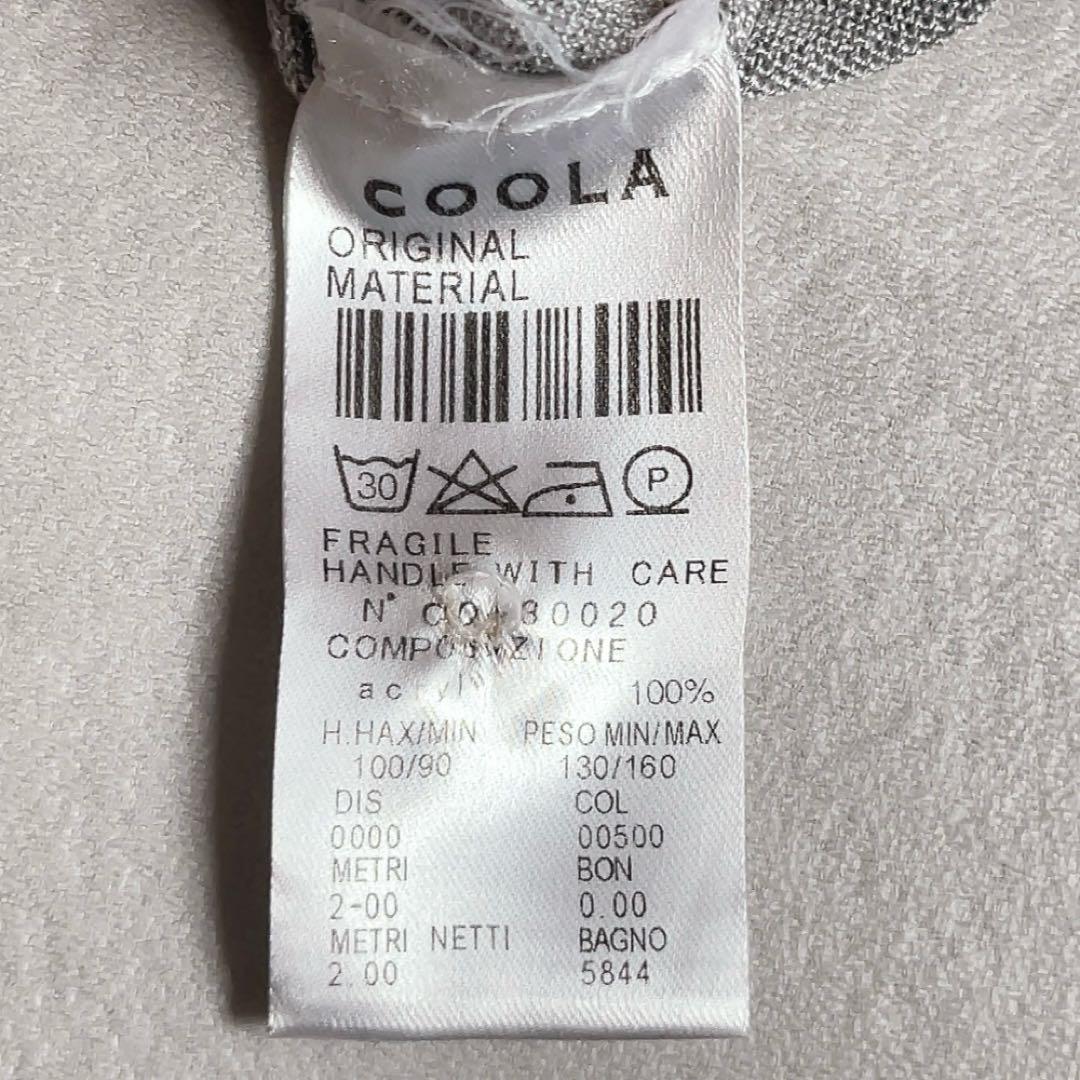 COOLA
ORIGINAL
MATERIAL
30
P
FRAGILE
HANDLE WITH CARE
N°
COMPOSIZIONE
100%
H.HAX/MIN PESO MIN/MAX
100/90 130/160
DIS COL
0000 00500
METRI BON
2-00 0.00
METRI NETTI BAGNO
2.00 5844